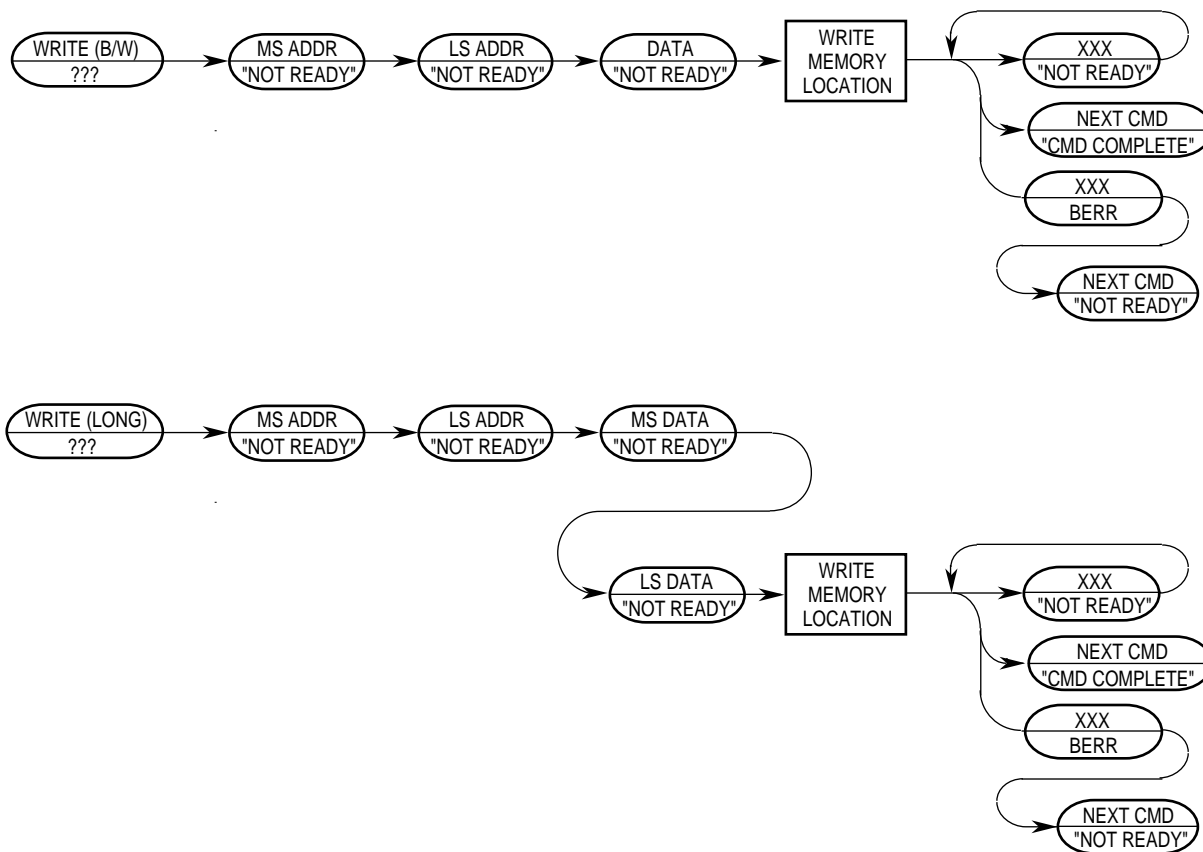 WRITE (B/W)
???
MS ADDR
"NOT READY"
LS ADDR
"NOT READY"
DATA
"NOT READY"
WRITE
MEMORY
LOCATION
XXX
"NOT READY"
NEXT CMD
"CMD COMPLETE"
XXX
BERR
NEXT CMD
"NOT READY"
WRITE (LONG)
???
MS ADDR
"NOT READY"
LS ADDR
"NOT READY"
MS DATA
"NOT READY"
LS DATA
"NOT READY"
WRITE
MEMORY
LOCATION
XXX
"NOT READY"
NEXT CMD
"CMD COMPLETE"
XXX
BERR
NEXT CMD
"NOT READY"